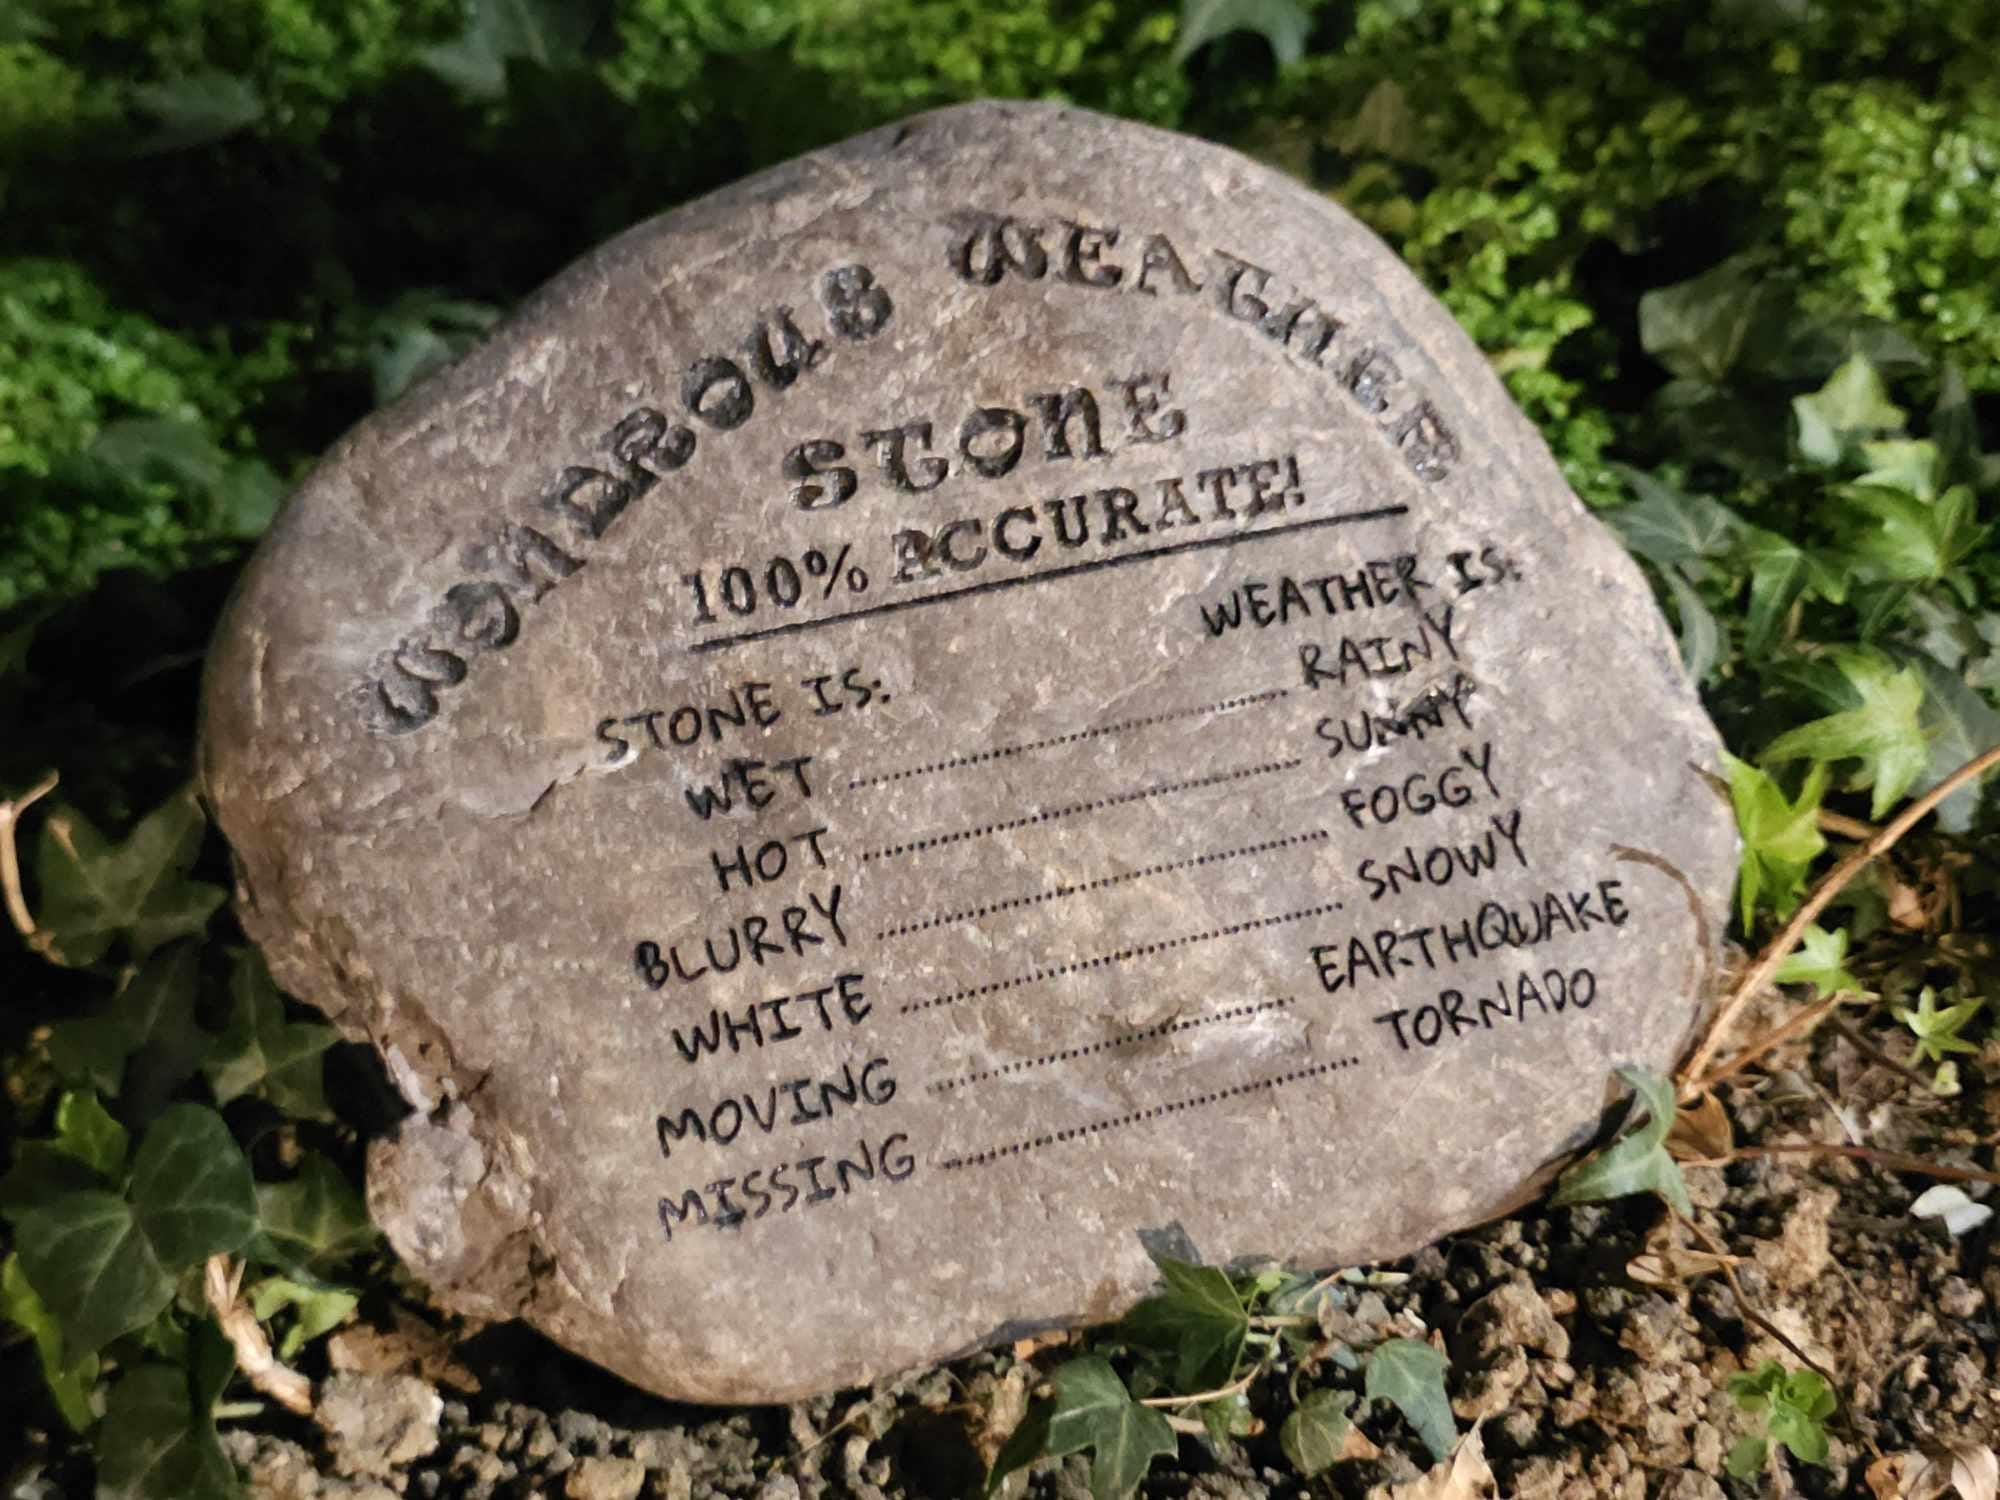 WONDROUS WEATHER
STONE
100% ACCURATE!
STONE IS: WEATHER IS:
WET ........ RAINY
HOT ........ SUNNY
BLURRY ........ FOGGY
WHITE ........ SNOWY
MOVING ........ EARTHQUAKE
MISSING ........ TORNADO